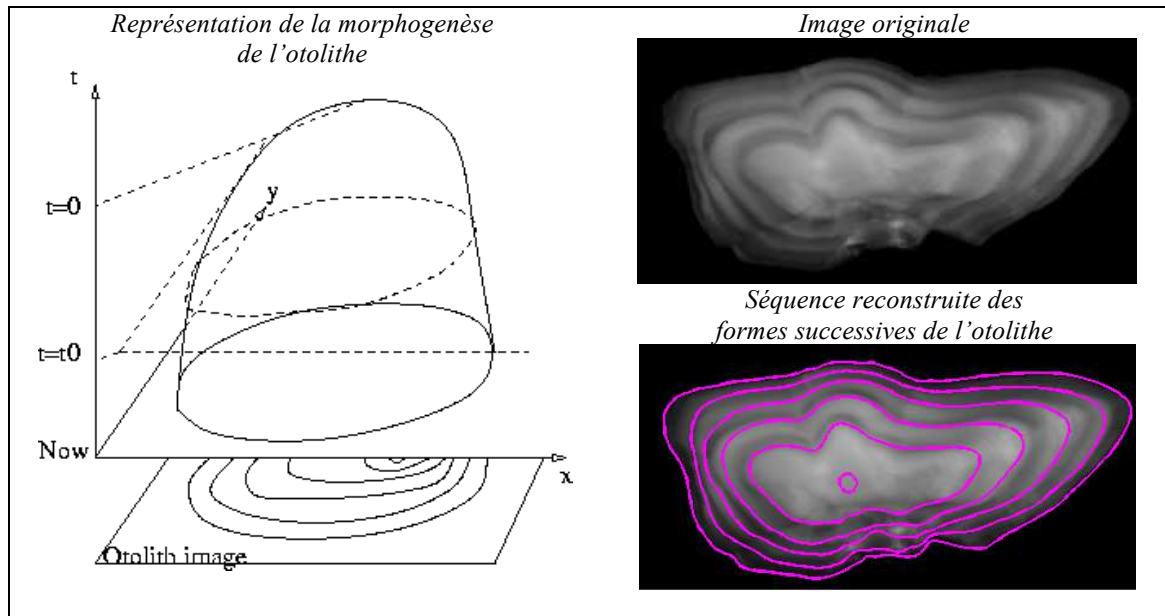 Représentation de la morphogenèse
de l’otolithe
t
y
t=0
t=t0
Now
x
Otolith image
Image originale
Séquence reconstruite des
formes successives de l’otolithe